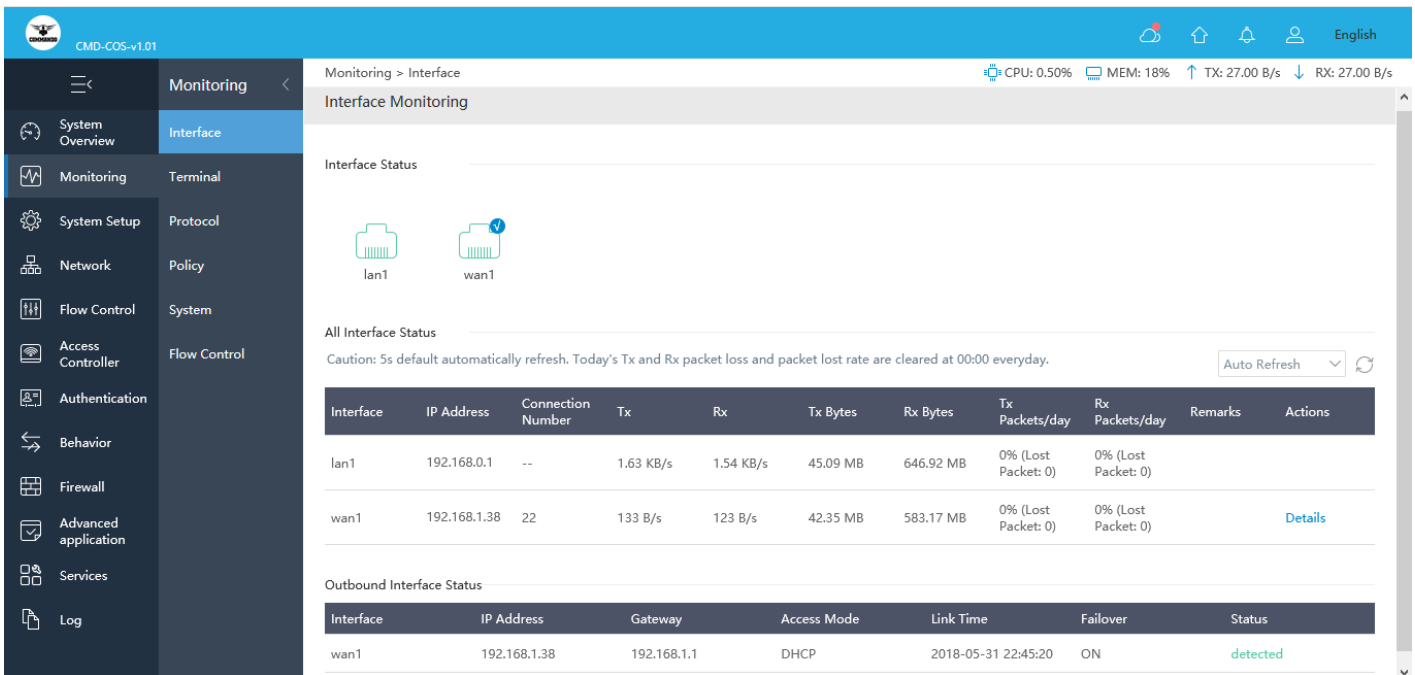 COMMANDO
CMD-COS-v1.01
English
Monitoring
System
Overview
Monitoring
System Setup
Network
Flow Control
Access
Controller
Authentication
Behavior
Firewall
Advanced
application
Services
Log
Interface
Terminal
Protocol
Policy
System
Flow Control
Monitoring > Interface
CPU: 0.50% MEM: 18% TX: 27.00 B/s RX: 27.00 B/s
Interface Monitoring
Interface Status
lan1 wan1
All Interface Status
Caution: 5s default automatically refresh. Today's Tx and Rx packet loss and packet lost rate are cleared at 00:00 everyday.
Auto Refresh
Interface IP Address Connection Number Tx Rx Tx Bytes Rx Bytes Tx Packets/day Rx Packets/day Remarks Actions
lan1 192.168.0.1 -- 1.63 KB/s 1.54 KB/s 45.09 MB 646.92 MB 0% (Lost Packet: 0) 0% (Lost Packet: 0)
wan1 192.168.1.38 22 133 B/s 123 B/s 42.35 MB 583.17 MB 0% (Lost Packet: 0) 0% (Lost Packet: 0) Details
Outbound Interface Status
Interface IP Address Gateway Access Mode Link Time Failover Status
wan1 192.168.1.38 192.168.1.1 DHCP 2018-05-31 22:45:20 ON detected